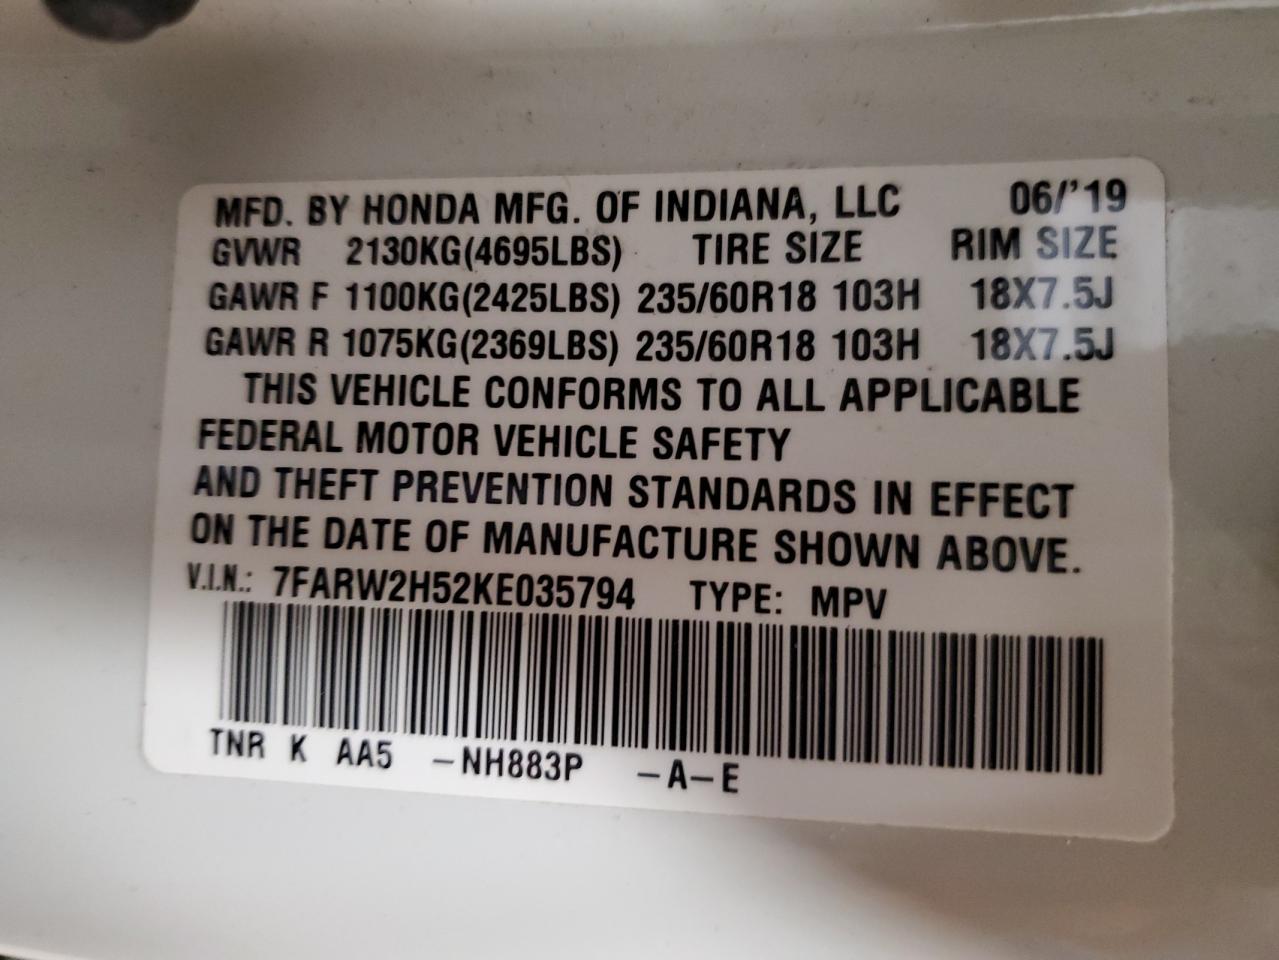 MFD. BY HONDA MFG. OF INDIANA, LLC 06/'19
GVWR 2130KG(4695LBS) TIRE SIZE RIM SIZE
GAWR F 1100KG(2425LBS) 235/60R18 103H 18X7.5J
GAWR R 1075KG(2369LBS) 235/60R18 103H 18X7.5J
THIS VEHICLE CONFORMS TO ALL APPLICABLE
FEDERAL MOTOR VEHICLE SAFETY
AND THEFT PREVENTION STANDARDS IN EFFECT
ON THE DATE OF MANUFACTURE SHOWN ABOVE.
V.I.N.: 7FARW2H52KE035794 TYPE: MPV
TNR K AA5 -NH883P -A-E